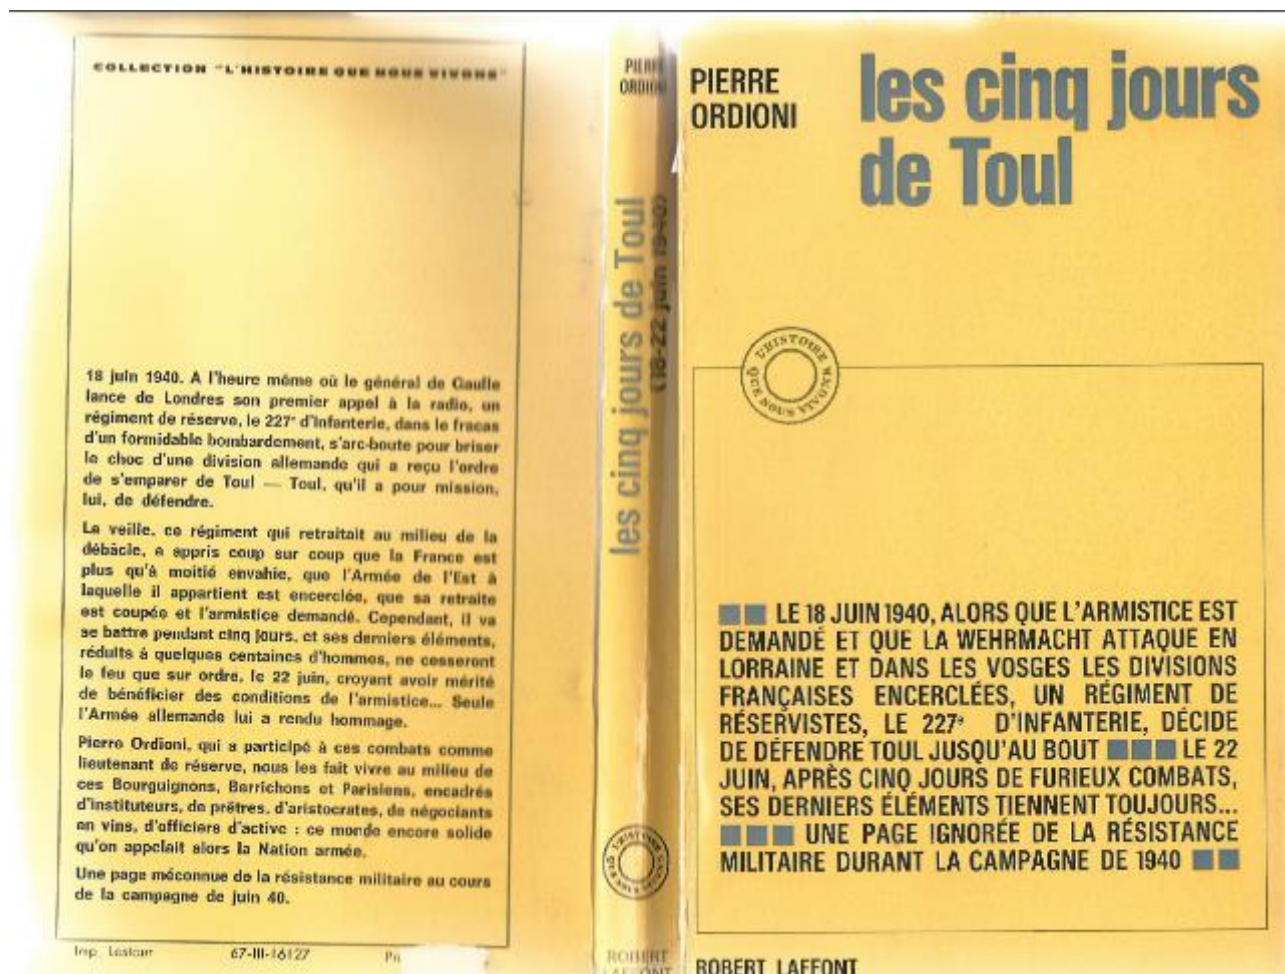 COLLECTION "L'HISTOIRE QUE NOUS VIVONS"
18 juin 1940. A l'heure même où le général de Gaulle
lance de Londres son premier appel à la radio, un
régiment de réserve, le 227e d'Infanterie, dans le fracas
d'un formidable bombardement, s'arc-boute pour briser
le choc d'une division allemande qui a reçu l'ordre
de s'emparer de Toul — Toul, qu'il a pour mission,
lui, de défendre.
La veille, ce régiment qui retraitait au milieu de la
débâcle, a appris coup sur coup que la France est
plus qu'à moitié envahie, que l'Armée de l'Est à
laquelle il appartient est encerclée, que sa retraite
est coupée et l'armistice demandé. Cependant, il va
se battre pendant cinq jours, et ses derniers éléments,
réduits à quelques centaines d'hommes, ne cesseront
le feu que sur ordre, le 22 juin, croyant avoir mérité
de bénéficier des conditions de l'armistice... Seule
l'Armée allemande lui a rendu hommage.
Pierre Ordioni, qui a participé à ces combats comme
lieutenant de réserve, nous les fait vivre au milieu de
ces Bourguignons, Berrichons et Parisiens, encadrés
d'instituteurs, de prêtres, d'aristocrates, de négociants
en vins, d'officiers d'active : ce monde encore solide
qu'on appelait alors la Nation armée.
Une page méconnue de la résistance militaire au cours
de la campagne de juin 40.
Imp. 67-III-16127
PIERRE
ORDIONI
les cinq jours de Toul
(18-22 juin 1940)
L'HISTOIRE QUE NOUS VIVONS
ROBERT
LAFFONT
PIERRE
ORDIONI
les cinq jours
de Toul
L'HISTOIRE QUE NOUS VIVONS
LE 18 JUIN 1940, ALORS QUE L'ARMISTICE EST
DEMANDÉ ET QUE LA WEHRMACHT ATTAQUE EN
LORRAINE ET DANS LES VOSGES LES DIVISIONS
FRANÇAISES ENCERCLÉES, UN RÉGIMENT DE
RÉSERVISTES, LE 227e D'INFANTERIE, DÉCIDE
DE DÉFENDRE TOUL JUSQU'AU BOUT LE 22
JUIN, APRÈS CINQ JOURS DE FURIEUX COMBATS,
SES DERNIERS ÉLÉMENTS TIENNENT TOUJOURS...
UNE PAGE IGNORÉE DE LA RÉSISTANCE
MILITAIRE DURANT LA CAMPAGNE DE 1940
ROBERT LAFFONT